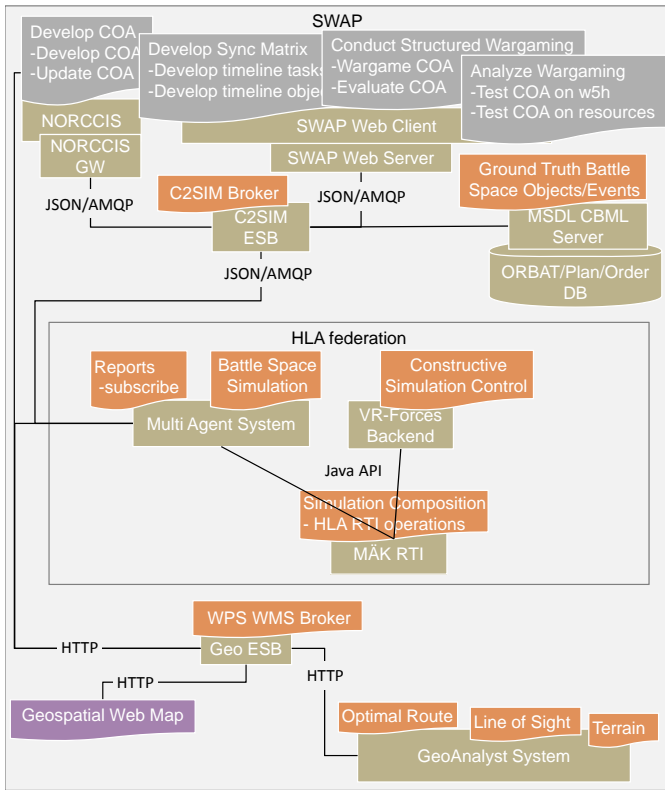 SWAP
Develop COA
-Develop COA
-Update COA
Develop Sync Matrix
-Develop timeline tasks
-Develop timeline obje
Conduct Structured Wargaming
-Wargame COA
-Evaluate COA
Analyze Wargaming
-Test COA on w5h
-Test COA on resources
NORCCIS
NORCCIS
GW
SWAP Web Client
SWAP Web Server
C2SIM Broker
C2SIM
ESB
JSON/AMQP
JSON/AMQP
JSON/AMQP
Ground Truth Battle
Space Objects/Events
MSDL CBML
Server
ORBAT/Plan/Order
DB
HLA federation
Reports
-subscribe
Battle Space
Simulation
Constructive
Simulation Control
Multi Agent System
VR-Forces
Backend
Java API
Simulation Composition
- HLA RTI operations
MÄK RTI
WPS WMS Broker
Geo ESB
HTTP
HTTP
HTTP
Geospatial Web Map
Optimal Route
Line of Sight
Terrain
GeoAnalyst System